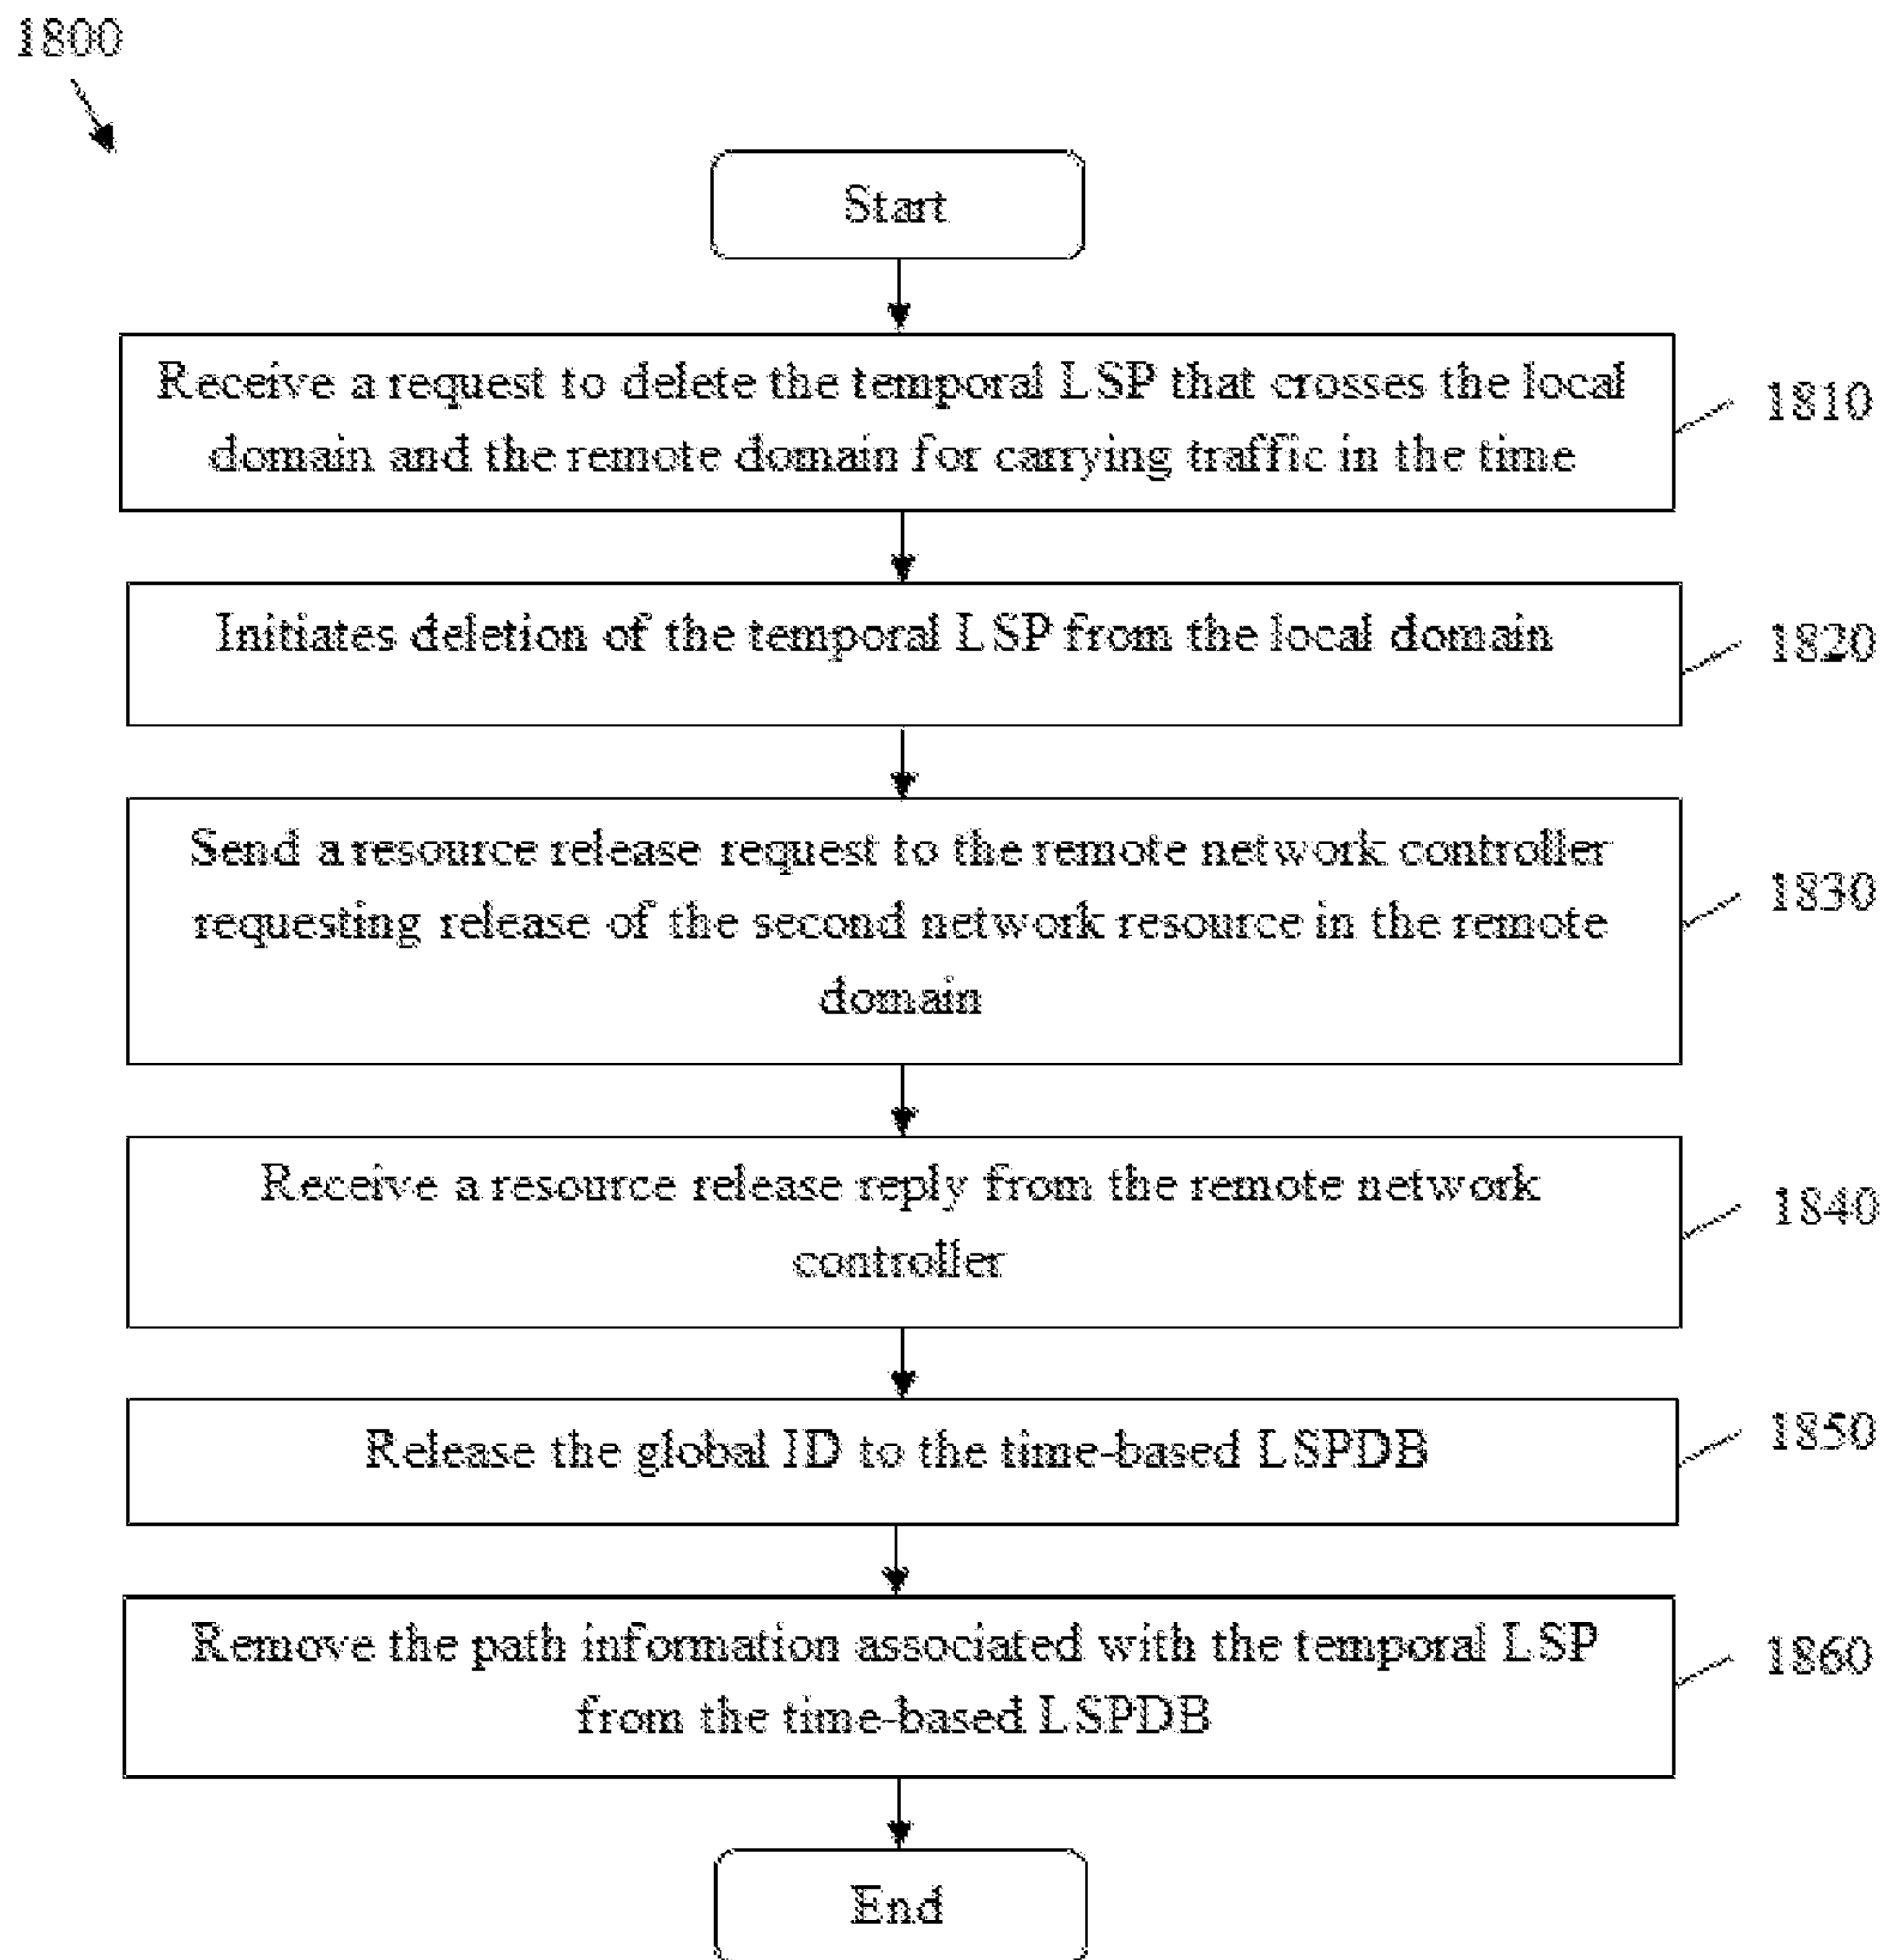 1800
Start
Receive a request to delete the temporal LSP that crosses the local
domain and the remote domain for carrying traffic in the time
1810
Initiates deletion of the temporal LSP from the local domain
1820
Send a resource release request to the remote network controller
requesting release of the second network resource in the remote
domain
1830
Receive a resource release reply from the remote network
controller
1840
Release the global ID to the time-based LSPDB
1850
Remove the path information associated with the temporal LSP
from the time-based LSPDB
1860
End